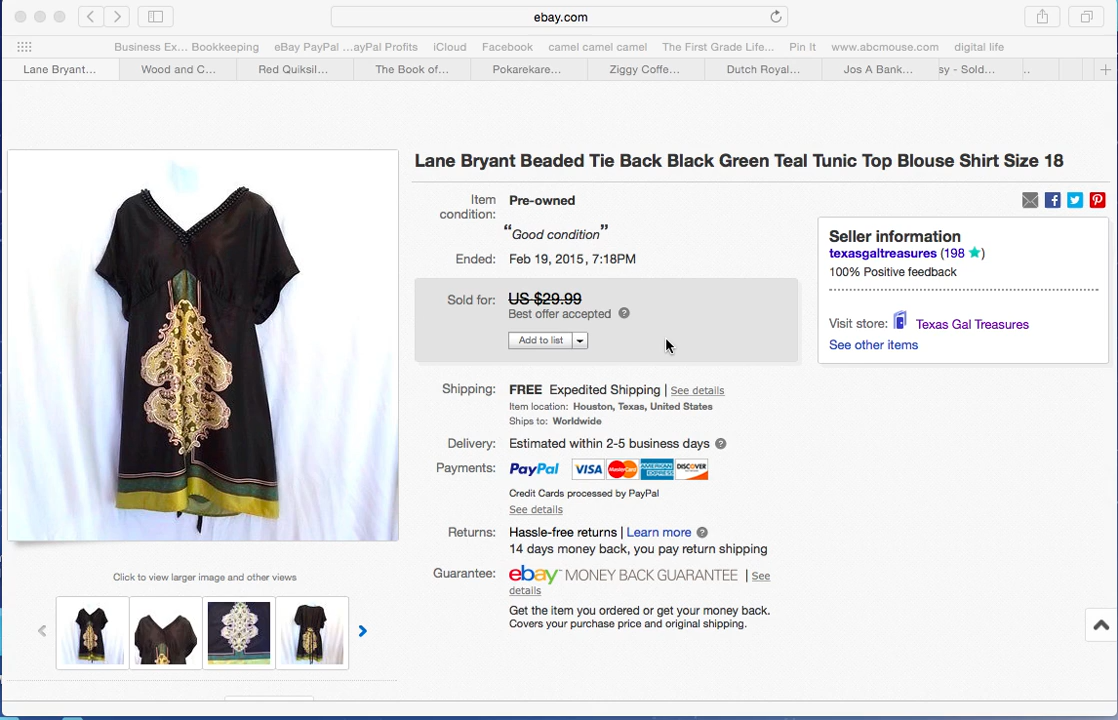 ebay.com
Business Ex... Bookkeeping eBay PayPal ...ayPal Profits iCloud Facebook camel camel camel The First Grade Life... Pin It www.abcmouse.com digital life
Lane Bryant... Wood and C... Red Quiksil... The Book of... Pokarekare... Ziggy Coffe... Dutch Royal... Jos A Bank... sy - Sold... ..
Lane Bryant Beaded Tie Back Black Green Teal Tunic Top Blouse Shirt Size 18
Item condition: Pre-owned
“Good condition”
Ended: Feb 19, 2015, 7:18PM
Sold for: US $29.99
Best offer accepted ?
Add to list
Seller information
texasgaltreasures (198)
100% Positive feedback
Visit store: Texas Gal Treasures
See other items
Shipping: FREE Expedited Shipping | See details
Item location: Houston, Texas, United States
Ships to: Worldwide
Delivery: Estimated within 2-5 business days ?
Payments: PayPal VISA MasterCard AMERICAN EXPRESS DISCOVER
Credit Cards processed by PayPal
See details
Returns: Hassle-free returns | Learn more ?
14 days money back, you pay return shipping
Guarantee: ebay™ MONEY BACK GUARANTEE | See
details
Get the item you ordered or get your money back.
Covers your purchase price and original shipping.
Click to view larger image and other views